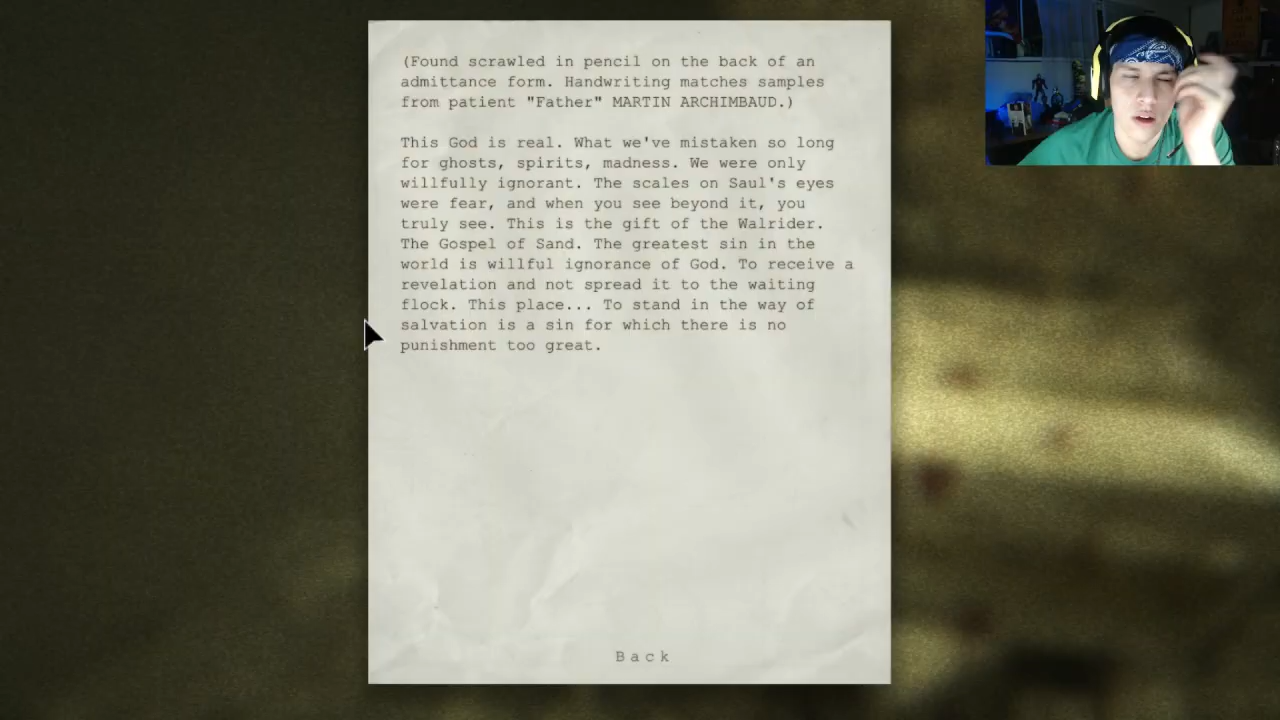 (Found scrawled in pencil on the back of an
admittance form. Handwriting matches samples
from patient "Father" MARTIN ARCHIMBAUD.)
This God is real. What we've mistaken so long
for ghosts, spirits, madness. We were only
willfully ignorant. The scales on Saul's eyes
were fear, and when you see beyond it, you
truly see. This is the gift of the Walrider.
The Gospel of Sand. The greatest sin in the
world is willful ignorance of God. To receive a
revelation and not spread it to the waiting
flock. This place... To stand in the way of
salvation is a sin for which there is no
punishment too great.
Back